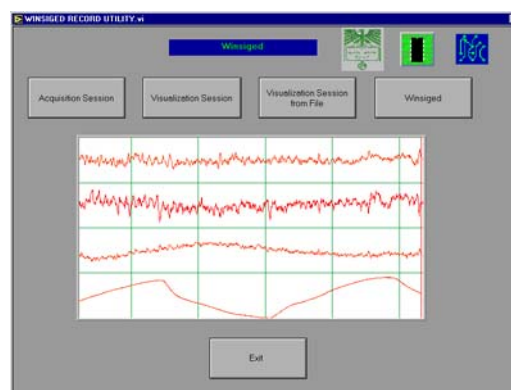 WINSIGED RECORD UTILITY.vi
Winsiged
Acquisition Session
Visualization Session
Visualization Session
from File
Winsiged
Exit